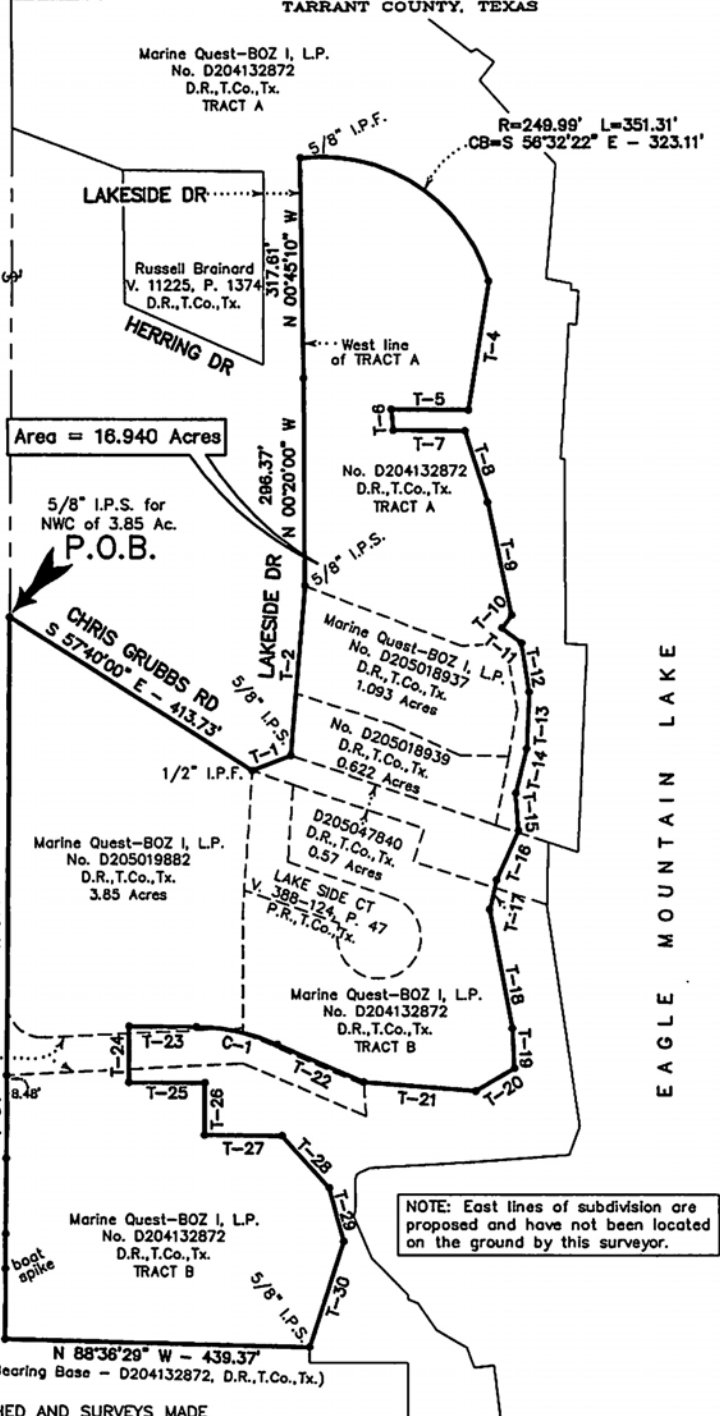 TARRANT COUNTY, TEXAS
Marine Quest-BOZ I, L.P.
No. D204132872
D.R.,T.Co.,Tx.
TRACT A
5/8" I.P.F.
R=249.99' L=351.31'
CB=S 56°32'22" E - 323.11'
LAKESIDE DR
317.61'
N 00°45'10" W
Russell Brainard
V. 11225, P. 1374
D.R.,T.Co.,Tx.
HERRING DR
West line
of TRACT A
T-4
T-5
T-6
T-7
T-8
Area = 16.940 Acres
296.37'
N 00°20'00" W
No. D204132872
D.R.,T.Co.,Tx.
TRACT A
5/8" I.P.S. for
NWC of 3.85 Ac.
P.O.B.
5/8" I.P.S.
T-9
T-10
T-11
CHRIS GRUBBS RD
S 57°40'00" E - 413.73'
LAKESIDE DR
T-2
5/8" I.P.S.
T-1
1/2" I.P.F.
Marine Quest-BOZ I, L.P.
No. D205018937
D.R.,T.Co.,Tx.
1.093 Acres
No. D205018939
D.R.,T.Co.,Tx.
0.622 Acres
T-12
T-13
T-14
T-15
T-16
T-17
EAGLE MOUNTAIN LAKE
D205047840
D.R.,T.Co.,Tx.
0.57 Acres
Marine Quest-BOZ I, L.P.
No. D205019882
D.R.,T.Co.,Tx.
3.85 Acres
LAKE SIDE CT
V. 388-124, P. 47
P.R.,T.Co.,Tx.
Marine Quest-BOZ I, L.P.
No. D204132872
D.R.,T.Co.,Tx.
TRACT B
T-18
T-19
T-20
T-21
T-22
C-1
T-23
T-24
T-25
T-26
8.48'
T-27
T-28
T-29
T-30
NOTE: East lines of subdivision are
proposed and have not been located
on the ground by this surveyor.
Marine Quest-BOZ I, L.P.
No. D204132872
D.R.,T.Co.,Tx.
TRACT B
boat
spike
5/8" I.P.S.
N 88°36'29" W - 439.37'
earing Base - D204132872, D.R.,T.Co.,Tx.)
HED AND SURVEYS MADE